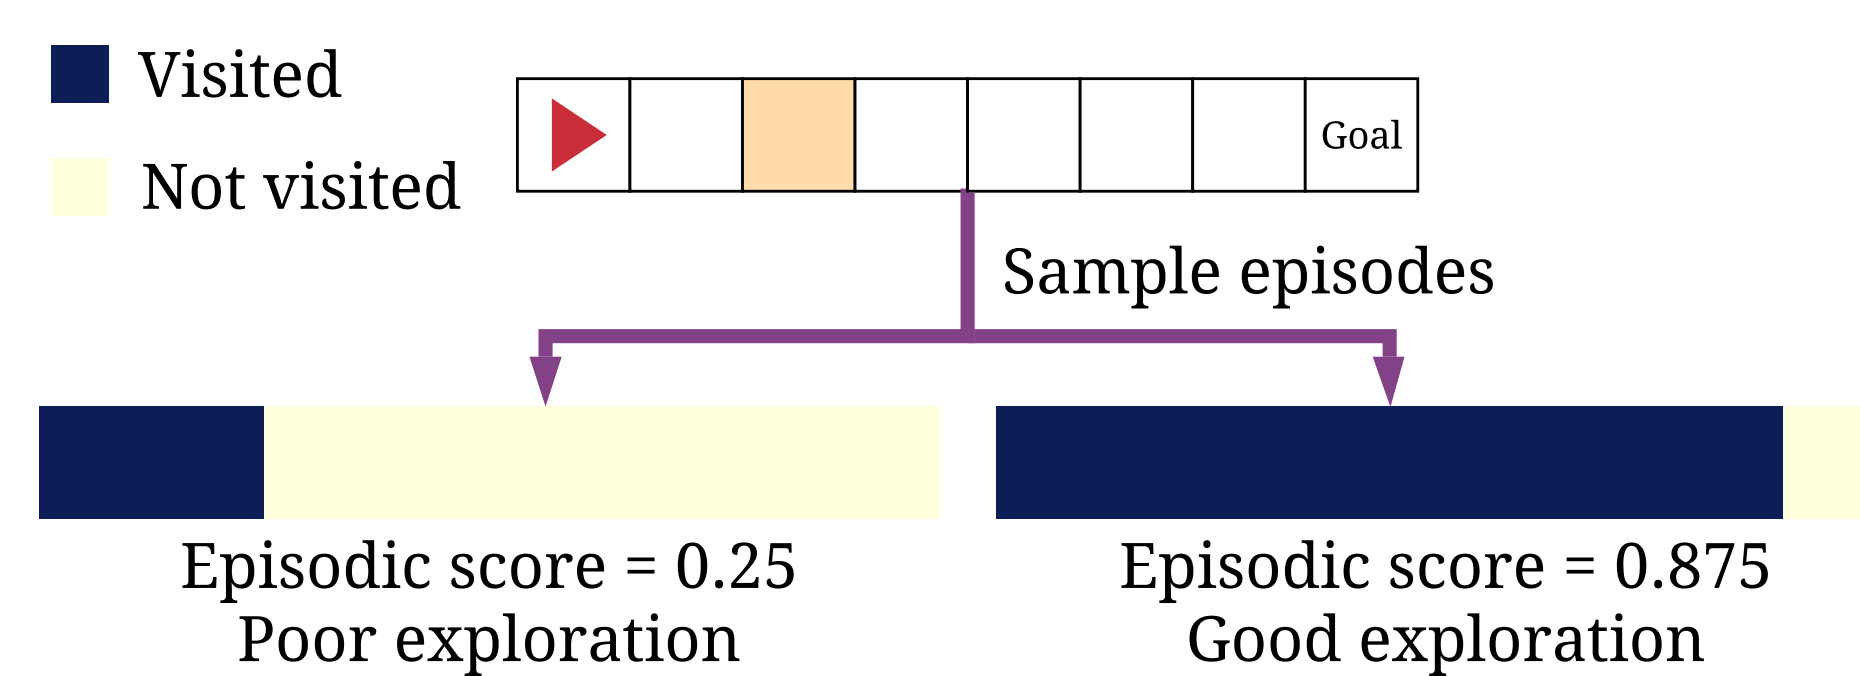 Visited
Not visited
Goal
Sample episodes
Episodic score = 0.25
Poor exploration
Episodic score = 0.875
Good exploration